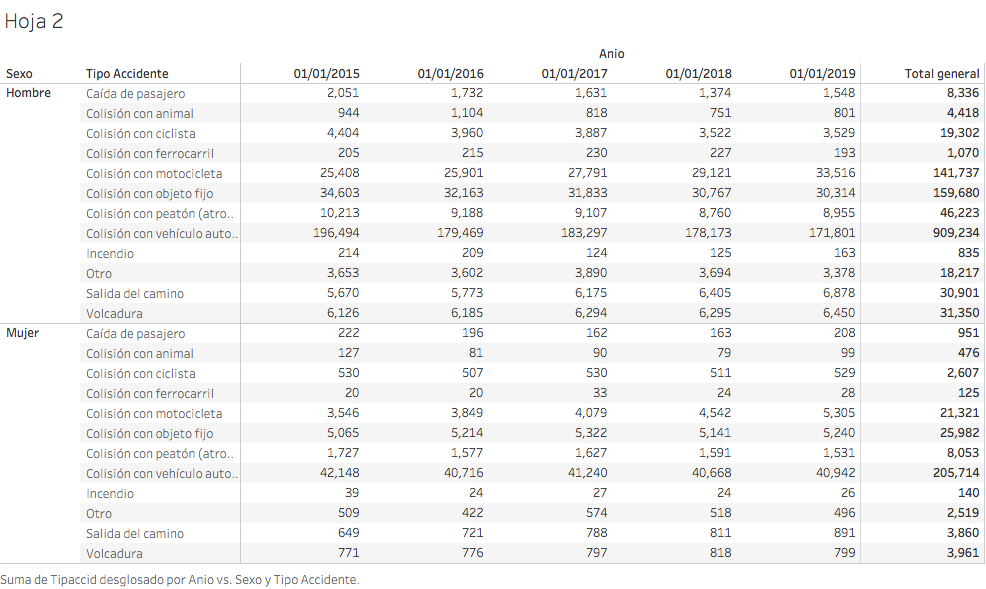 Hoja 2
Anio
Sexo Tipo Accidente 01/01/2015 01/01/2016 01/01/2017 01/01/2018 01/01/2019 Total general
Hombre Caída de pasajero 2,051 1,732 1,631 1,374 1,548 8,336
Colisión con animal 944 1,104 818 751 801 4,418
Colisión con ciclista 4,404 3,960 3,887 3,522 3,529 19,302
Colisión con ferrocarril 205 215 230 227 193 1,070
Colisión con motocicleta 25,408 25,901 27,791 29,121 33,516 141,737
Colisión con objeto fijo 34,603 32,163 31,833 30,767 30,314 159,680
Colisión con peatón (atro.. 10,213 9,188 9,107 8,760 8,955 46,223
Colisión con vehículo auto.. 196,494 179,469 183,297 178,173 171,801 909,234
Incendio 214 209 124 125 163 835
Otro 3,653 3,602 3,890 3,694 3,378 18,217
Salida del camino 5,670 5,773 6,175 6,405 6,878 30,901
Volcadura 6,126 6,185 6,294 6,295 6,450 31,350
Mujer Caída de pasajero 222 196 162 163 208 951
Colisión con animal 127 81 90 79 99 476
Colisión con ciclista 530 507 530 511 529 2,607
Colisión con ferrocarril 20 20 33 24 28 125
Colisión con motocicleta 3,546 3,849 4,079 4,542 5,305 21,321
Colisión con objeto fijo 5,065 5,214 5,322 5,141 5,240 25,982
Colisión con peatón (atro.. 1,727 1,577 1,627 1,591 1,531 8,053
Colisión con vehículo auto.. 42,148 40,716 41,240 40,668 40,942 205,714
Incendio 39 24 27 24 26 140
Otro 509 422 574 518 496 2,519
Salida del camino 649 721 788 811 891 3,860
Volcadura 771 776 797 818 799 3,961
Suma de Tipaccid desglosado por Anio vs. Sexo y Tipo Accidente.